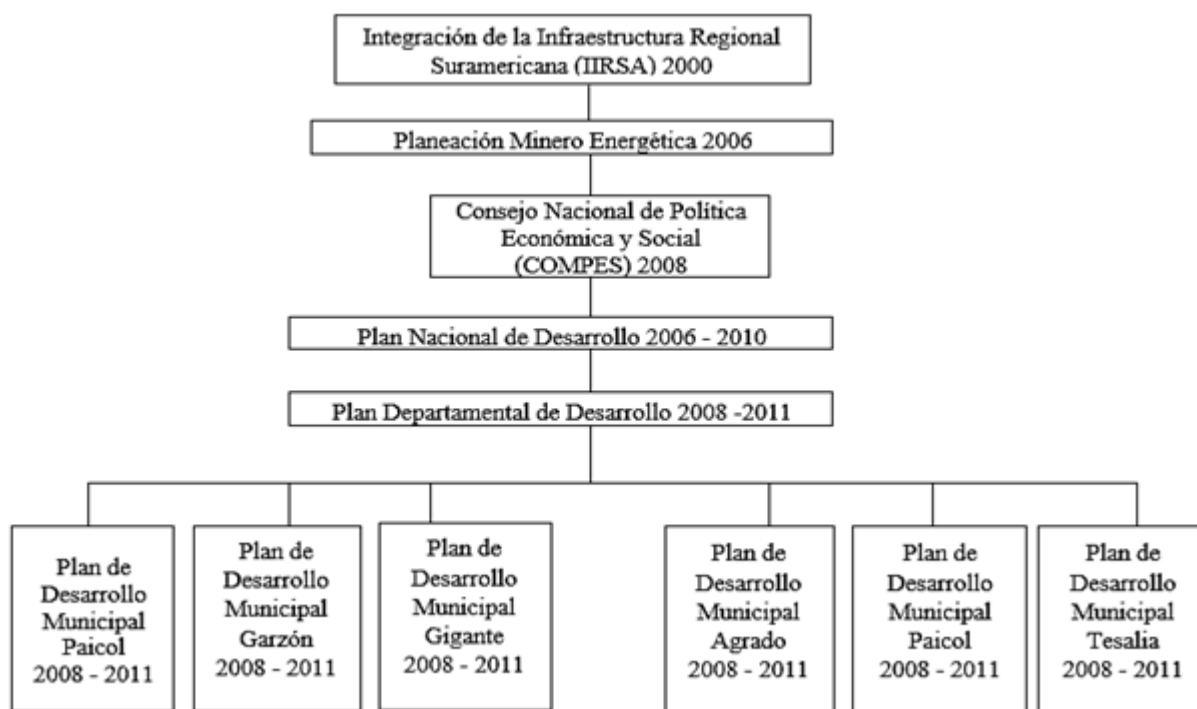 Integración de la Infraestructura Regional
Suramericana (IIRSA) 2000
Planeación Minero Energética 2006
Consejo Nacional de Política
Económica y Social
(COMPES) 2008
Plan Nacional de Desarrollo 2006 - 2010
Plan Departamental de Desarrollo 2008 -2011
Plan de
Desarrollo
Municipal
Paicol
2008 - 2011
Plan de
Desarrollo
Municipal
Garzón
2008 - 2011
Plan de
Desarrollo
Municipal
Gigante
2008 - 2011
Plan de
Desarrollo
Municipal
Agrado
2008 - 2011
Plan de
Desarrollo
Municipal
Paicol
2008 - 2011
Plan de
Desarrollo
Municipal
Tesalia
2008 - 2011